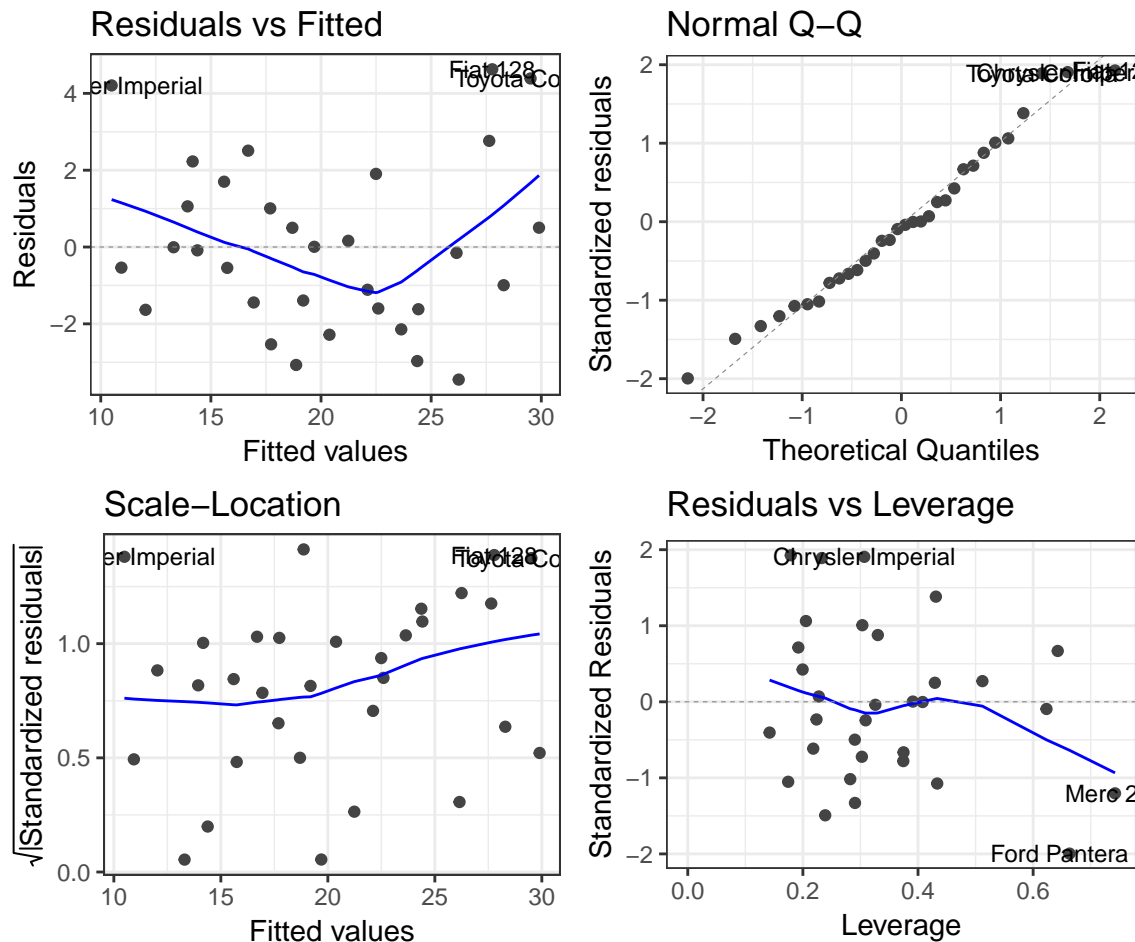 Residuals vs Fitted
er Imperial
Fiat 128
Toyota Co
4
2
0
−2
10
15
20
25
30
Fitted values
Residuals
Normal Q−Q
2
1
0
−1
−2
−2
−1
0
1
2
Theoretical Quantiles
Standardized residuals
Scale−Location
er Imperial
Fiat 128
Toyota Co
1.0
0.5
0.0
10
15
20
25
30
Fitted values
√|Standardized residuals|
Residuals vs Leverage
Chrysler Imperial
Merc 2
Ford Pantera
2
1
0
−1
−2
0.0
0.2
0.4
0.6
Leverage
Standardized Residuals